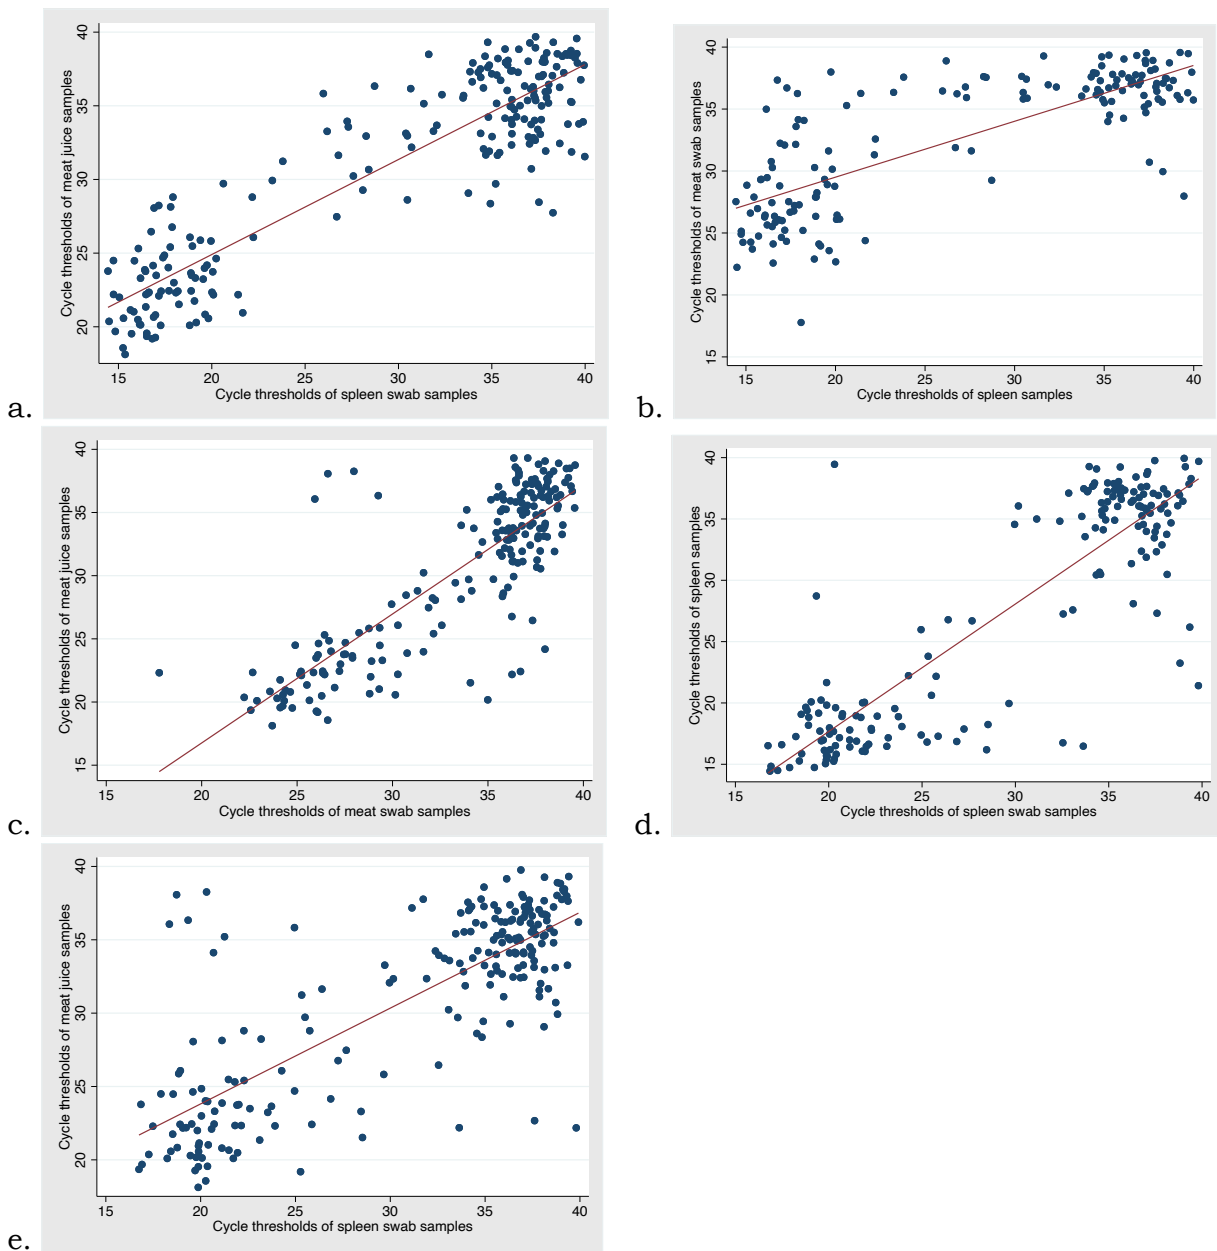 40
35
30
25
20
Cycle thresholds of meat juice samples
15 20 25 30 35 40
Cycle thresholds of spleen swab samples
a.
40
35
30
25
20
15
Cycle thresholds of meat swab samples
15 20 25 30 35 40
Cycle thresholds of spleen samples
b.
40
35
30
25
20
15
Cycle thresholds of meat juice samples
15 20 25 30 35 40
Cycle thresholds of meat swab samples
c.
40
35
30
25
20
15
Cycle thresholds of spleen samples
15 20 25 30 35 40
Cycle thresholds of spleen swab samples
d.
40
35
30
25
20
Cycle thresholds of meat juice samples
15 20 25 30 35 40
Cycle thresholds of spleen swab samples
e.